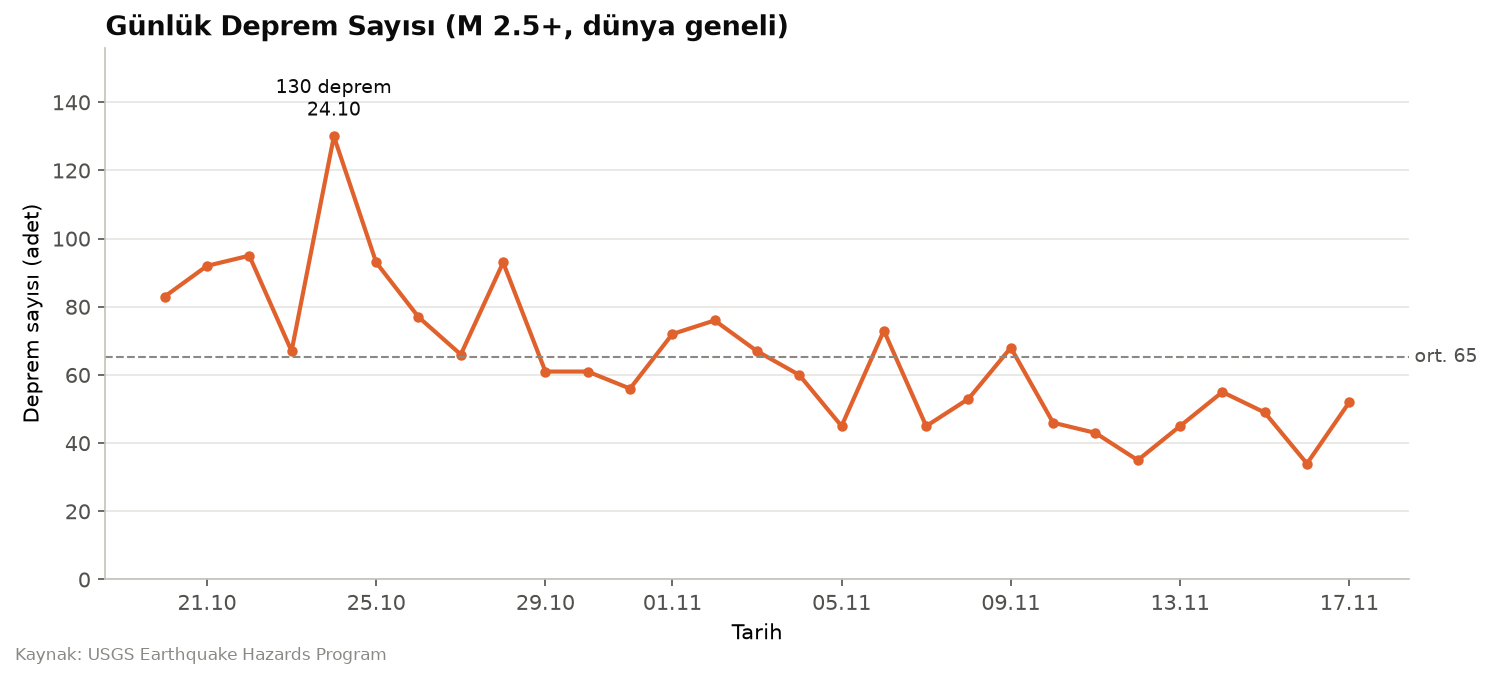 Günlük Deprem Sayısı (M 2.5+, dünya geneli)
130 deprem
24.10
Deprem sayısı (adet)
140
120
100
80
60
40
20
0
ort. 65
21.10
25.10
29.10
01.11
05.11
09.11
13.11
17.11
Tarih
Kaynak: USGS Earthquake Hazards Program